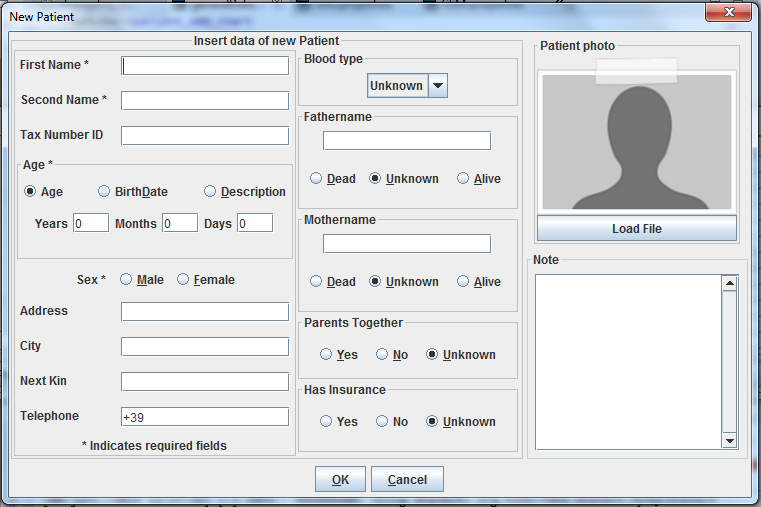 New Patient
Insert data of new Patient
First Name *
Second Name *
Tax Number ID
Age *
Age BirthDate Description
Years 0 Months 0 Days 0
Sex * Male Female
Address
City
Next Kin
Telephone +39
* Indicates required fields
Blood type
Unknown
Fathername
Dead Unknown Alive
Mothername
Dead Unknown Alive
Parents Together
Yes No Unknown
Has Insurance
Yes No Unknown
Patient photo
Load File
Note
OK Cancel